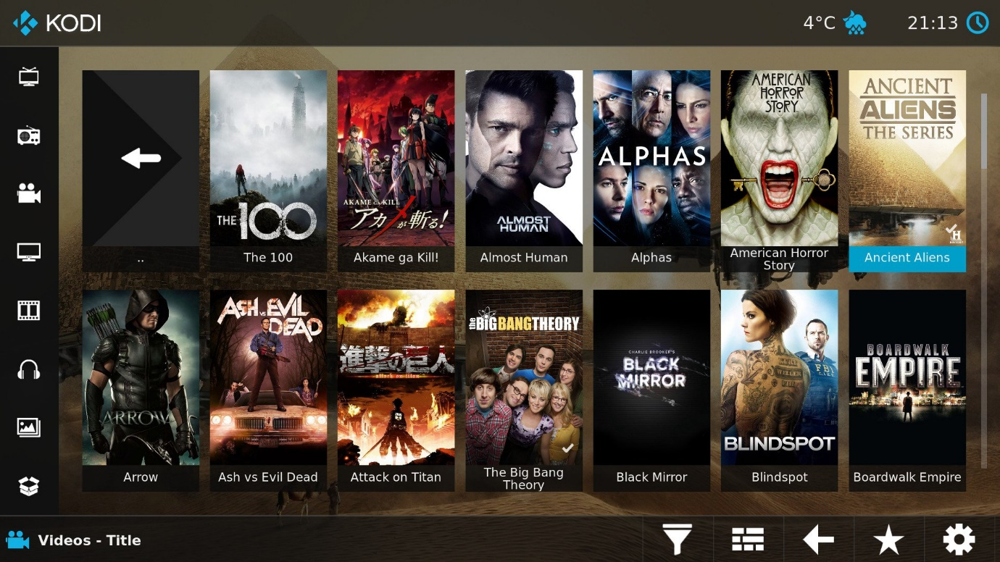 KODI
4°C
21:13
THE 100
AKAME GA KILL
アカメが斬る!
ALMOST
HUMAN
ALPHAS
AMERICAN
HORROR
STORY
ANCIENT
ALIENS
THE SERIES
H
HISTORY
..
The 100
Akame ga Kill!
Almost Human
Alphas
American Horror
Story
Ancient Aliens
ARROW
ASH vs EVIL
DEAD
進撃の巨人
attack on titan
the BIG BANG THEORY
CHARLIE BROOKER'S
BLACK
MIRROR
FBI
BLINDSPOT
BOARDWALK
EMPIRE
Arrow
Ash vs Evil Dead
Attack on Titan
The Big Bang
Theory
Black Mirror
Blindspot
Boardwalk Empire
Videos - Title